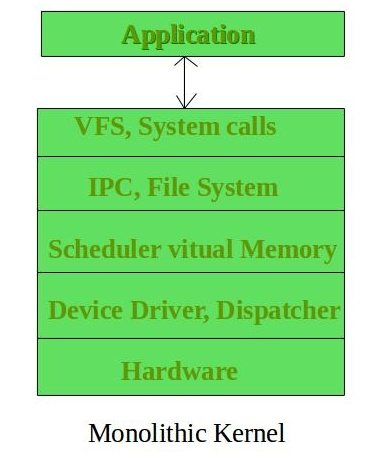 Application
VFS, System calls
IPC, File System
Scheduler vitual Memory
Device Driver, Dispatcher
Hardware
Monolithic Kernel